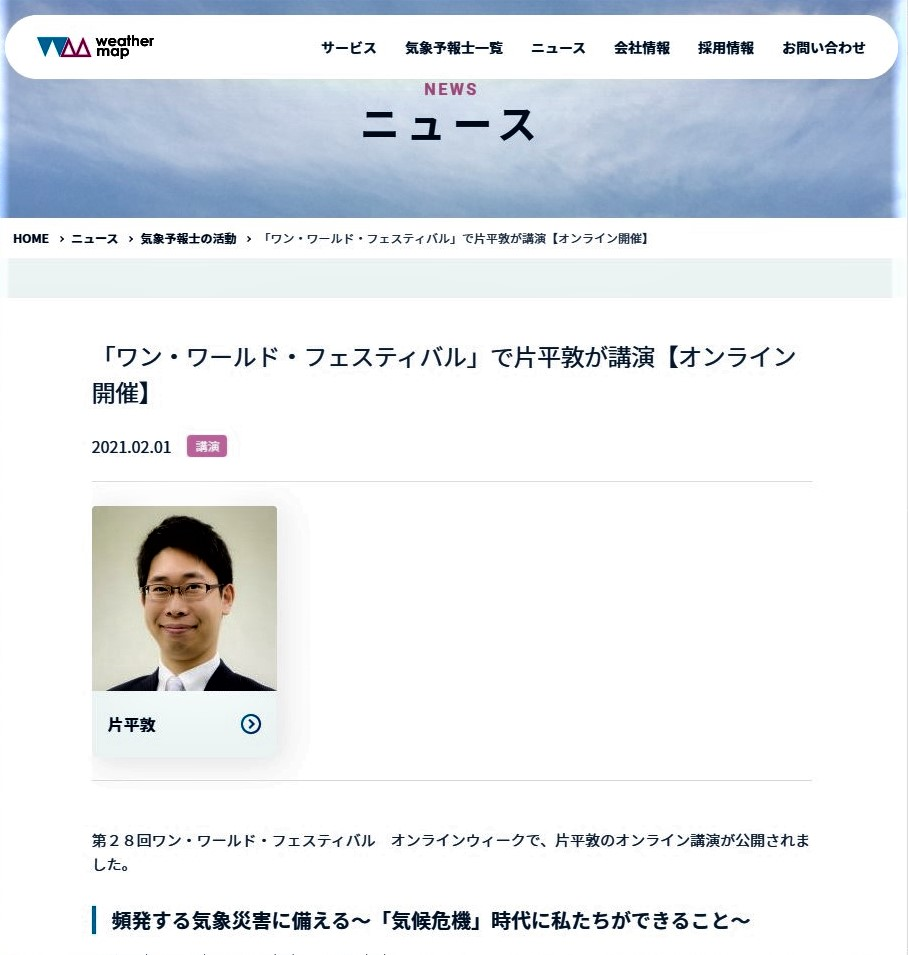 weather
map
サービス 気象予報士一覧 ニュース 会社情報 採用情報 お問い合わせ
NEWS
ニュース
HOME › ニュース › 気象予報士の活動 › 「ワン・ワールド・フェスティバル」で片平敦が講演【オンライン開催】
「ワン・ワールド・フェスティバル」で片平敦が講演【オンライン
開催】
2021.02.01 講演
片平敦
第２８回ワン・ワールド・フェスティバル　オンラインウィークで、片平敦のオンライン講演が公開されま
した。
頻発する気象災害に備える～「気候危機」時代に私たちができること～